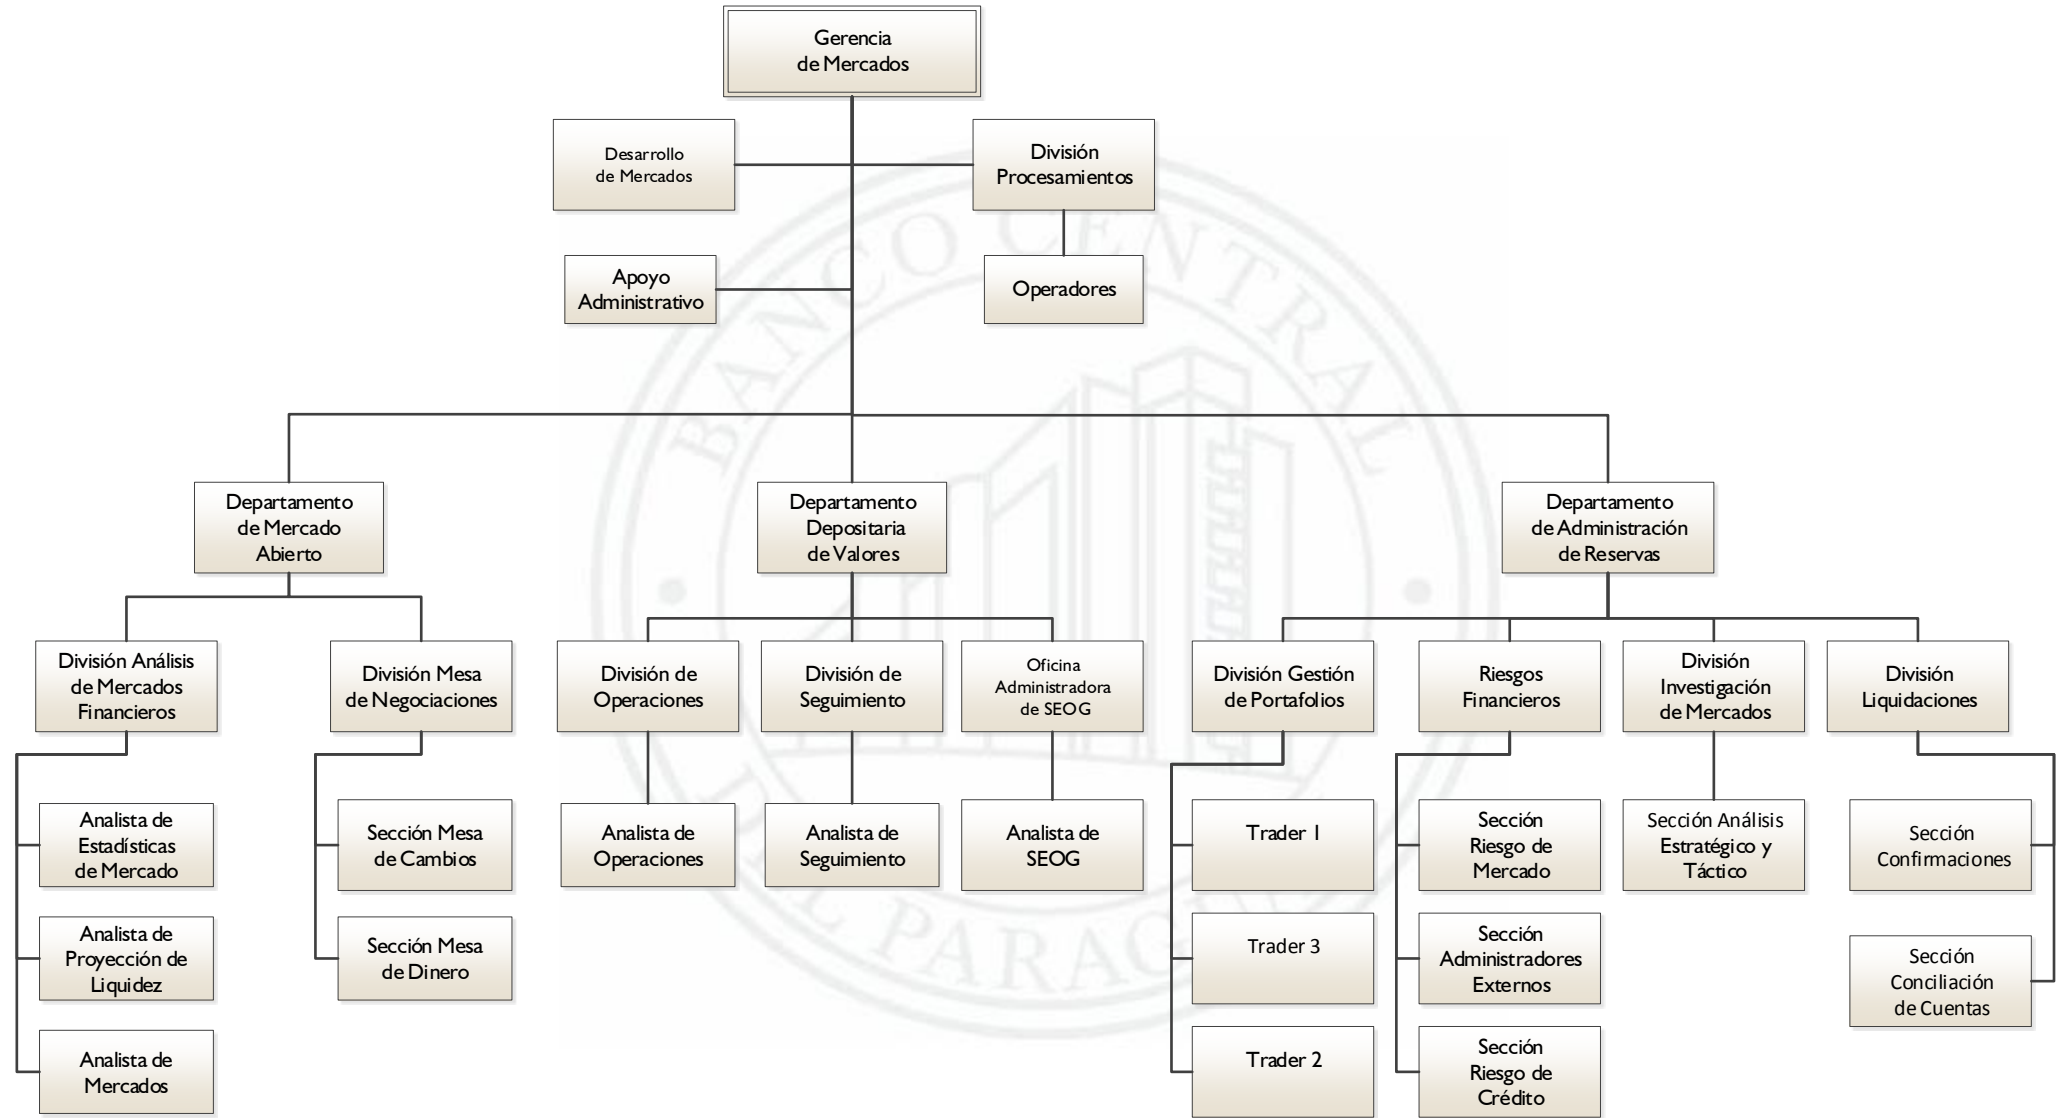 Gerencia
de Mercados
Desarrollo
de Mercados
División
Procesamientos
Apoyo
Administrativo
Operadores
Departamento
de Mercado
Abierto
Departamento
Depositaria
de Valores
Departamento
de Administración
de Reservas
División Análisis
de Mercados
Financieros
División Mesa
de Negociaciones
División de
Operaciones
División de
Seguimiento
Oficina
Administradora
de SEOG
División Gestión
de Portafolios
Riesgos
Financieros
División
Investigación
de Mercados
División
Liquidaciones
Analista de
Estadísticas
de Mercado
Sección Mesa
de Cambios
Analista de
Operaciones
Analista de
Seguimiento
Analista de
SEOG
Trader 1
Sección
Riesgo de
Mercado
Sección Análisis
Estratégico y
Táctico
Sección
Confirmaciones
Analista de
Proyección de
Liquidez
Sección Mesa
de Dinero
Trader 3
Sección
Administradores
Externos
Sección
Conciliación
de Cuentas
Analista de
Mercados
Trader 2
Sección
Riesgo de
Crédito
BANCO CENTRAL